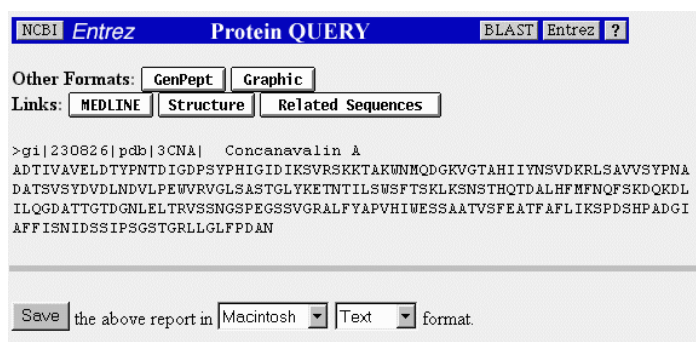 NCBI Entrez Protein QUERY BLAST Entrez ?
Other Formats: GenPept Graphic
Links: MEDLINE Structure Related Sequences
>gi|230826|pdb|3CNA| Concanavalin A
ADTIVAVELDTYPNTDIGDPSYPHIGIDIKSVRSKKTAKWNMQDGKVGTAHIIYNSVDKRLSAVVSYPNA
DATSVSYDVDLNDVLPEWVRVGLSASTGLYKETNTILSWSFTSKLKSNSTHQTDALHFMFNQFSKDQKDL
ILQGDATTGTDGNLELTRVSSNGSPEGSSVGRALFYAPVHIWESSAATVSFEATFAFLIKSPDSHPADGI
AFFISNIDSSIPSGSTGRLLGLFPDAN
Save the above report in Macintosh Text format.